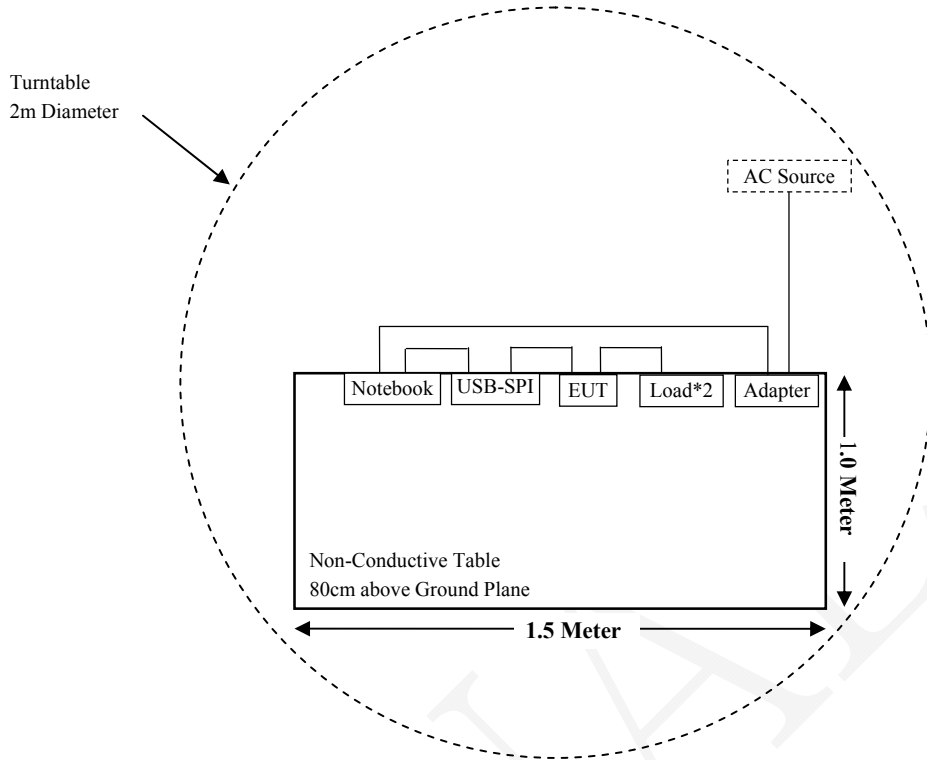 Turntable
2m Diameter
AC Source
Notebook
USB-SPI
EUT
Load*2
Adapter
1.0 Meter
Non-Conductive Table
80cm above Ground Plane
1.5 Meter